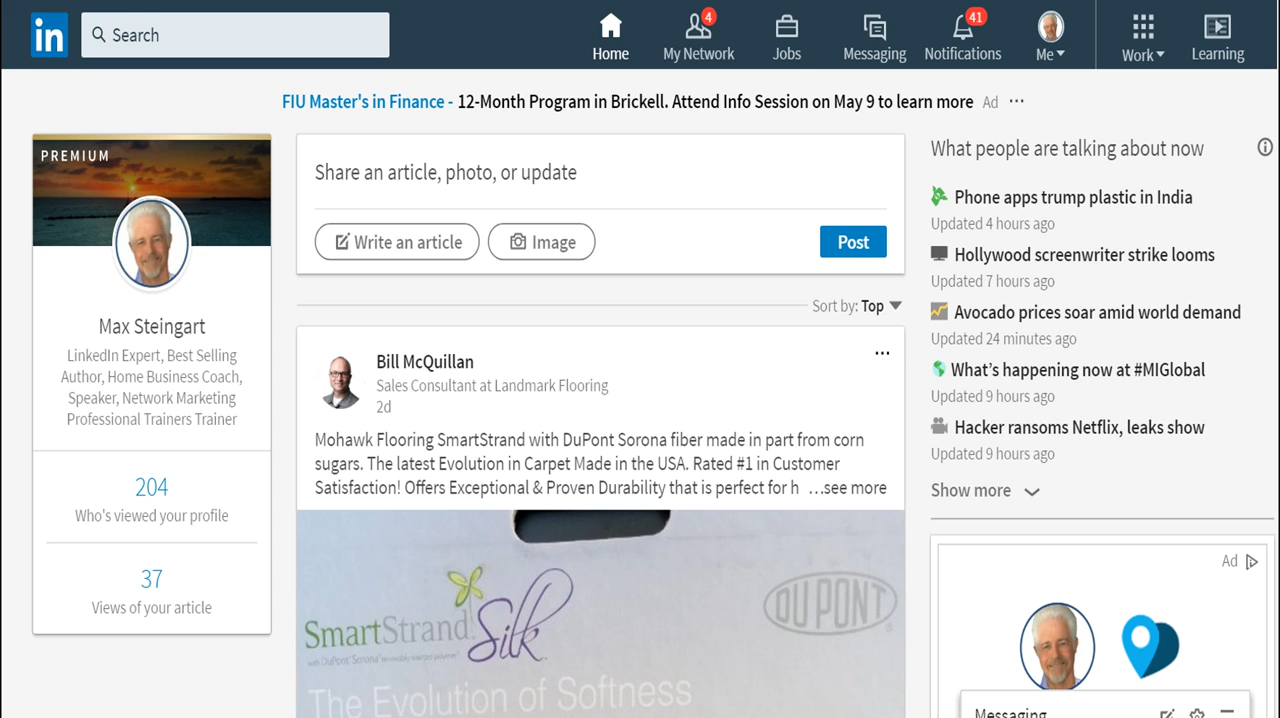 in
Search
Home
4
My Network
Jobs
Messaging
41
Notifications
Me
Work
Learning
FIU Master's in Finance - 12-Month Program in Brickell. Attend Info Session on May 9 to learn more Ad ...
PREMIUM
Max Steingart
LinkedIn Expert, Best Selling
Author, Home Business Coach,
Speaker, Network Marketing
Professional Trainers Trainer
204
Who's viewed your profile
37
Views of your article
Share an article, photo, or update
Write an article
Image
Post
Sort by: Top
Bill McQuillan
Sales Consultant at Landmark Flooring
2d
Mohawk Flooring SmartStrand with DuPont Sorona fiber made in part from corn
sugars. The latest Evolution in Carpet Made in the USA. Rated #1 in Customer
Satisfaction! Offers Exceptional & Proven Durability that is perfect for h ...see more
SmartStrand Silk
with DuPont Sorona renewably sourced polymer
DUPONT
The Evolution of Softness
What people are talking about now
Phone apps trump plastic in India
Updated 4 hours ago
Hollywood screenwriter strike looms
Updated 7 hours ago
Avocado prices soar amid world demand
Updated 24 minutes ago
What's happening now at #MIGlobal
Updated 9 hours ago
Hacker ransoms Netflix, leaks show
Updated 9 hours ago
Show more
Ad
Messaging